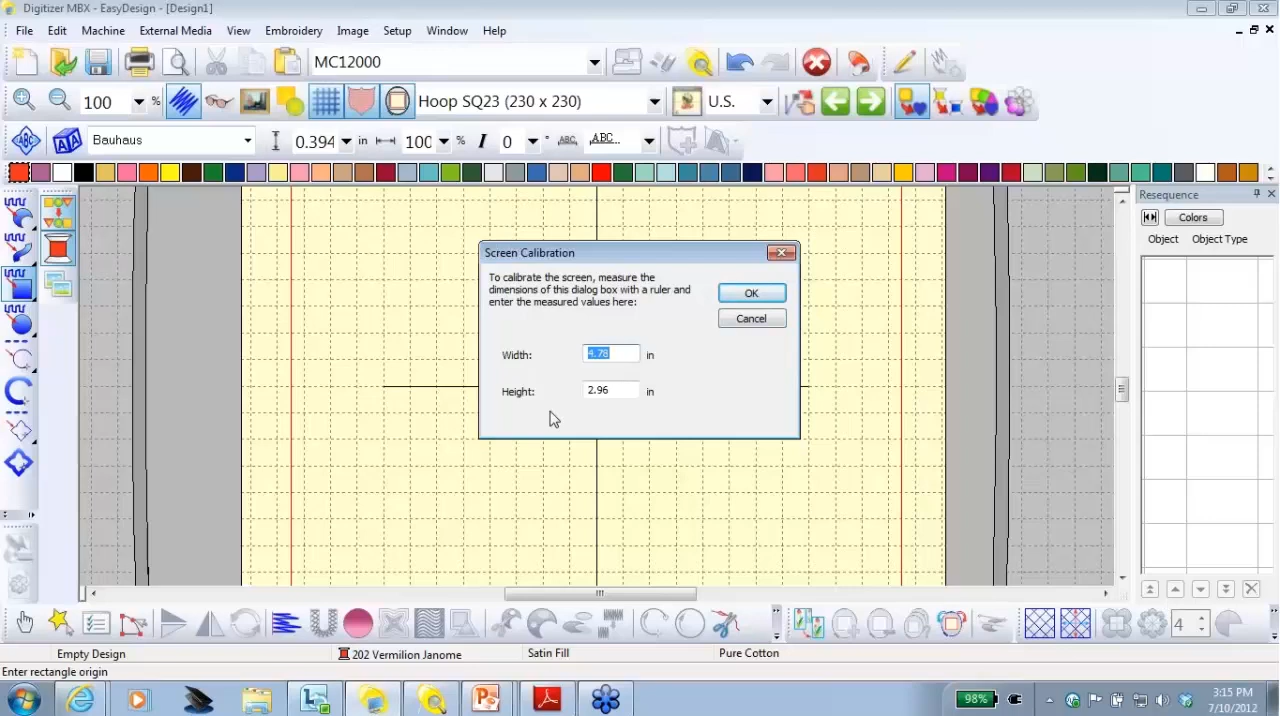 Digitizer MBX - EasyDesign - [Design1]
File Edit Machine External Media View Embroidery Image Setup Window Help
MC12000
100 % Hoop SQ23 (230 x 230) U.S.
Bauhaus 0.394 in 100 % I 0 ° ABC ABC
Resequence
Colors
Object Object Type
Screen Calibration
To calibrate the screen, measure the
dimensions of this dialog box with a ruler and
enter the measured values here:
OK
Cancel
Width: 4.78 in
Height: 2.96 in
4
Empty Design 202 Vermilion Janome Satin Fill Pure Cotton
Enter rectangle origin
98% 3:15 PM
7/10/2012